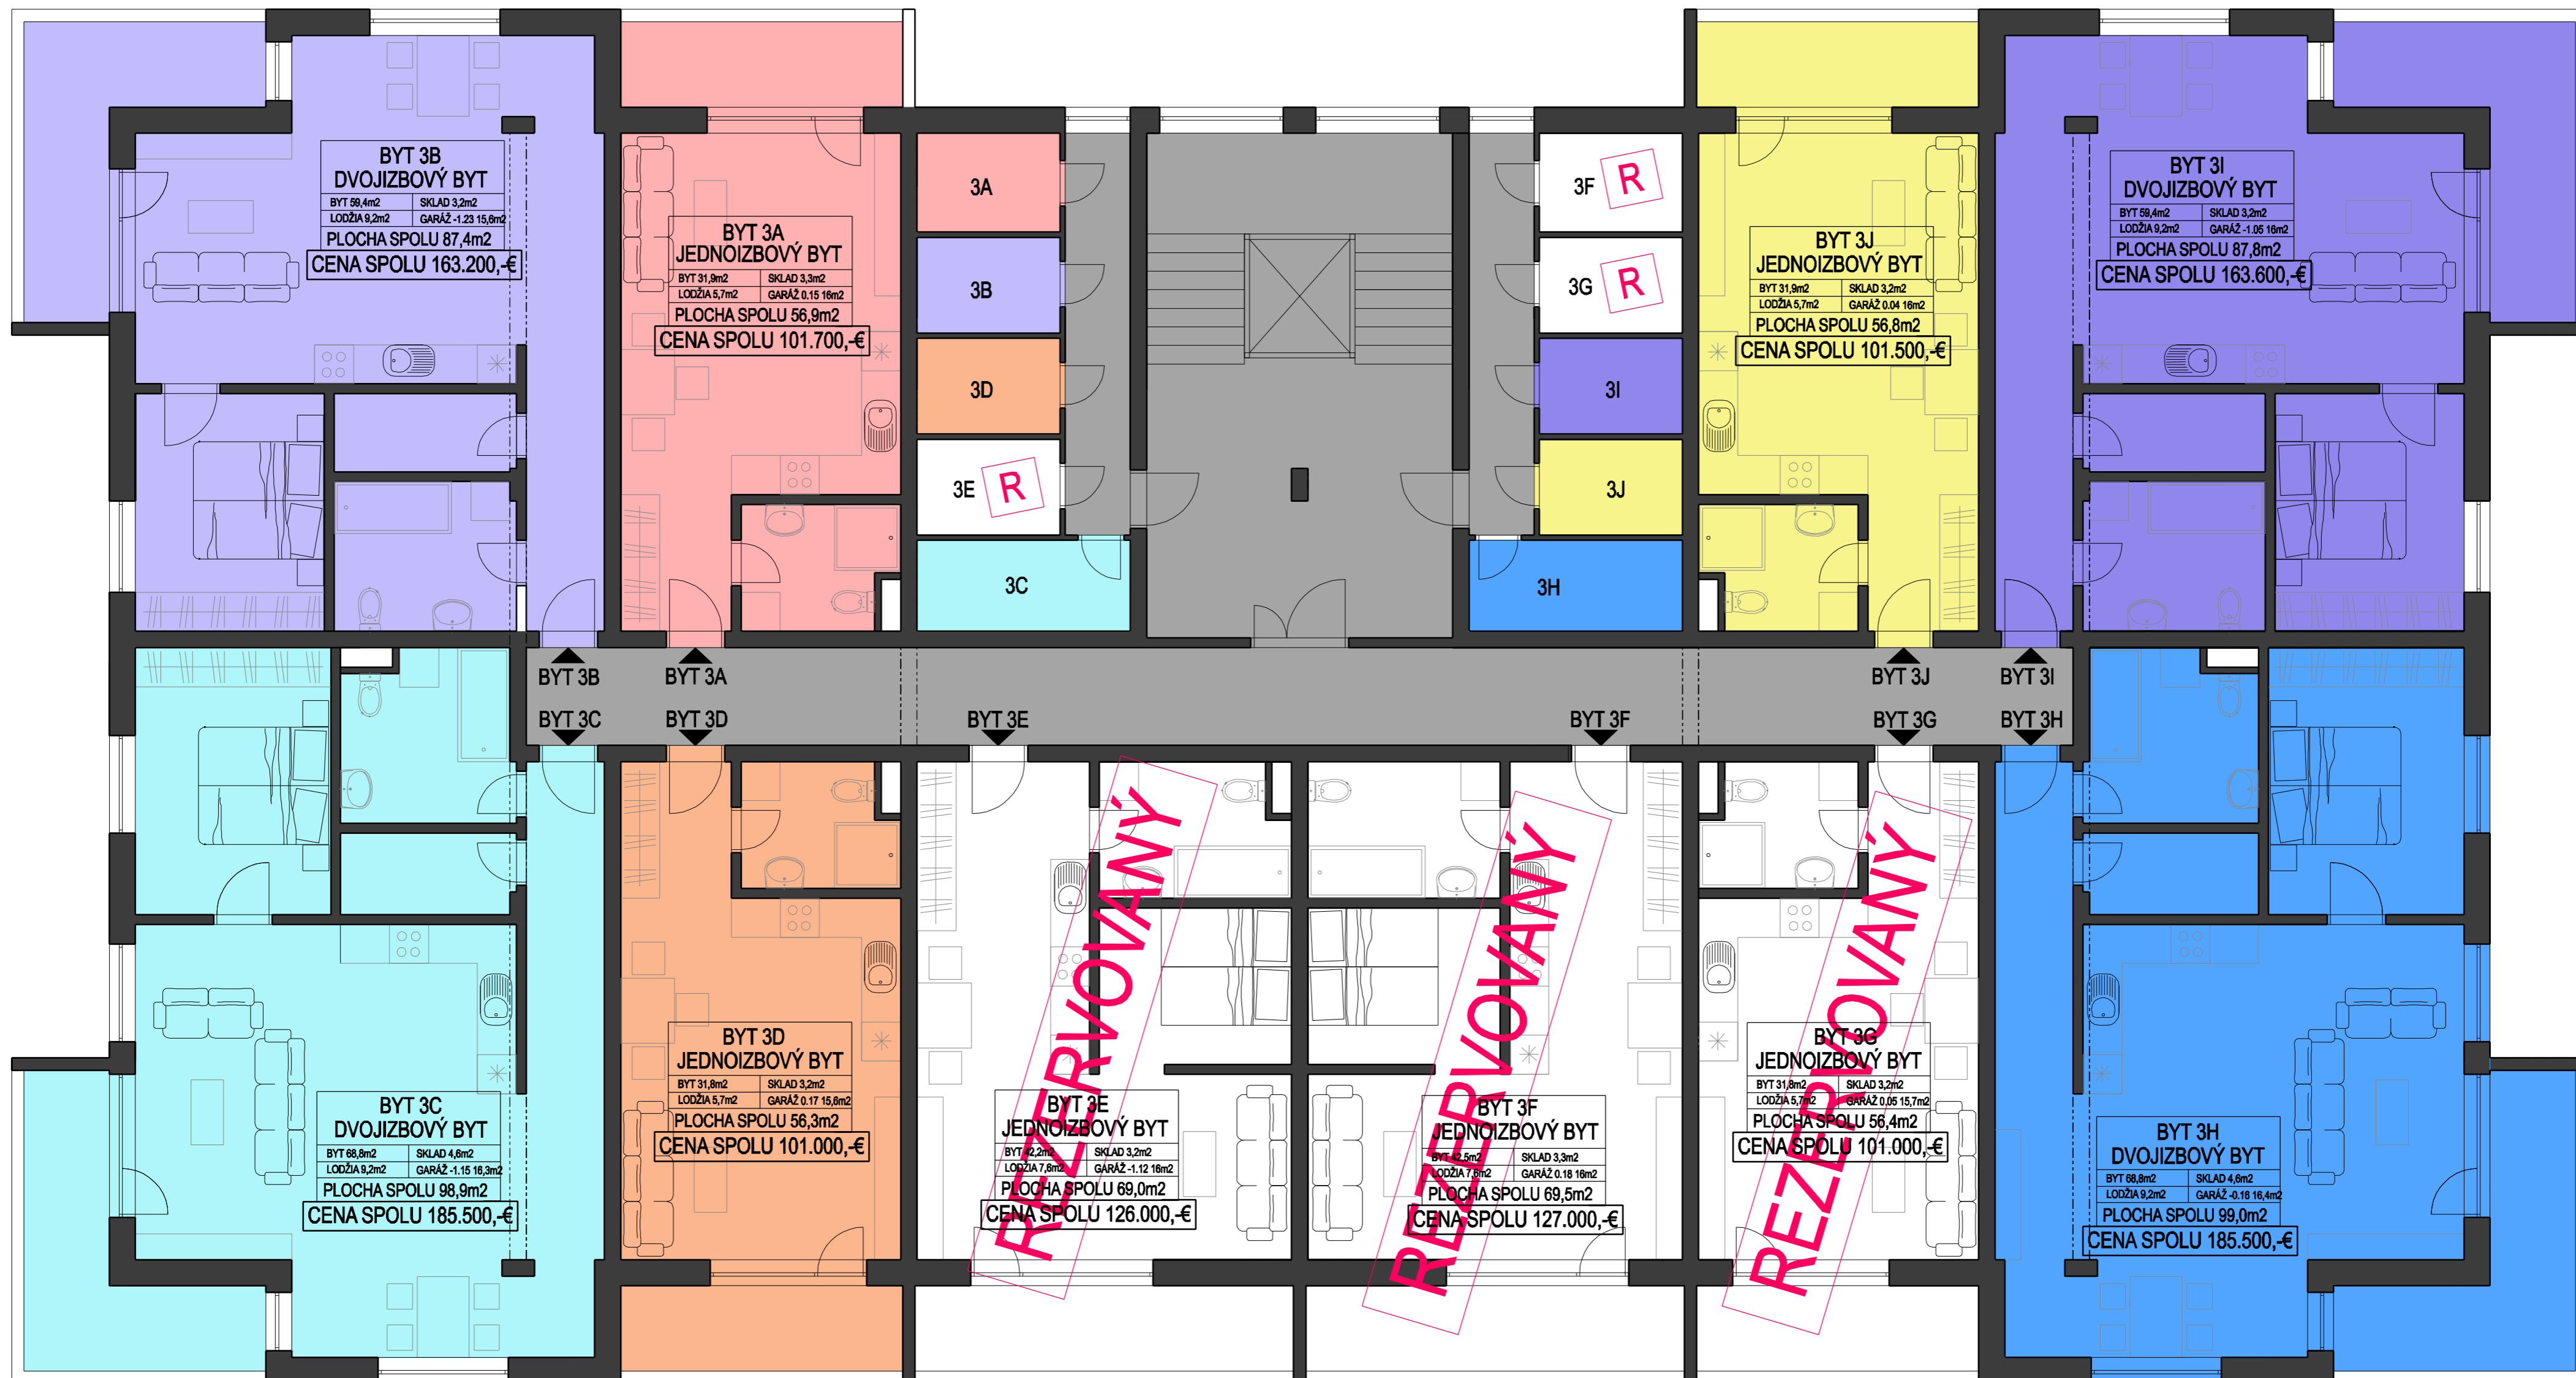 BYT 3B
DVOJIZBOVÝ BYT
BYT 59,4m2 SKLAD 3,2m2
LODŽIA 9,2m2 GARÁŽ -1.23 15,6m2
PLOCHA SPOLU 87,4m2
CENA SPOLU 163.200,-€
BYT 3A
JEDNOIZBOVÝ BYT
BYT 31,9m2 SKLAD 3,3m2
LODŽIA 5,7m2 GARÁŽ 0.15 16m2
PLOCHA SPOLU 56,9m2
CENA SPOLU 101.700,-€
3A
3B
3D
3E R
3C
3F R
3G R
3I
3J
3H
BYT 3J
JEDNOIZBOVÝ BYT
BYT 31,9m2 SKLAD 3,2m2
LODŽIA 5,7m2 GARÁŽ 0.04 16m2
PLOCHA SPOLU 56,8m2
CENA SPOLU 101.500,-€
BYT 3I
DVOJIZBOVÝ BYT
BYT 59,4m2 SKLAD 3,2m2
LODŽIA 9,2m2 GARÁŽ -1.05 16m2
PLOCHA SPOLU 87,8m2
CENA SPOLU 163.600,-€
BYT 3B BYT 3A BYT 3J BYT 3I
BYT 3C BYT 3D BYT 3E BYT 3F BYT 3G BYT 3H
BYT 3C
DVOJIZBOVÝ BYT
BYT 68,8m2 SKLAD 4,6m2
LODŽIA 9,2m2 GARÁŽ -1.15 16,3m2
PLOCHA SPOLU 98,9m2
CENA SPOLU 185.500,-€
BYT 3D
JEDNOIZBOVÝ BYT
BYT 31,8m2 SKLAD 3,2m2
LODŽIA 5,7m2 GARÁŽ 0.17 15,6m2
PLOCHA SPOLU 56,3m2
CENA SPOLU 101.000,-€
REZERVOVANÝ
BYT 3E
JEDNOIZBOVÝ BYT
BYT 42,2m2 SKLAD 3,2m2
LODŽIA 7,6m2 GARÁŽ -1.12 16m2
PLOCHA SPOLU 69,0m2
CENA SPOLU 126.000,-€
REZERVOVANÝ
BYT 3F
JEDNOIZBOVÝ BYT
BYT 42,5m2 SKLAD 3,3m2
LODŽIA 7,6m2 GARÁŽ 0.18 16m2
PLOCHA SPOLU 69,5m2
CENA SPOLU 127.000,-€
REZERVOVANÝ
BYT 3G
JEDNOIZBOVÝ BYT
BYT 31,8m2 SKLAD 3,2m2
LODŽIA 5,7m2 GARÁŽ 0.05 15,7m2
PLOCHA SPOLU 56,4m2
CENA SPOLU 101.000,-€
BYT 3H
DVOJIZBOVÝ BYT
BYT 68,8m2 SKLAD 4,6m2
LODŽIA 9,2m2 GARÁŽ -0.16 16,4m2
PLOCHA SPOLU 99,0m2
CENA SPOLU 185.500,-€